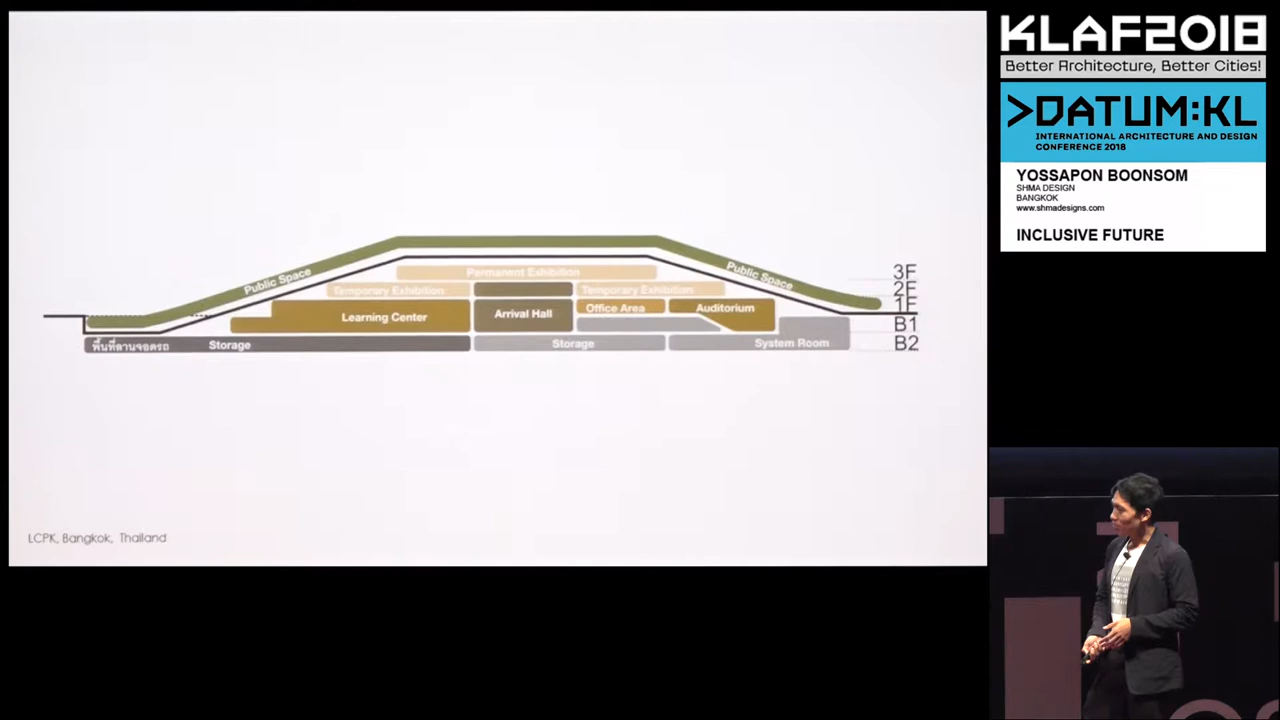 KLAF2018
Better Architecture, Better Cities!
>DATUM:KL
INTERNATIONAL ARCHITECTURE AND DESIGN
CONFERENCE 2018
YOSSAPON BOONSOM
SHMA DESIGN
BANGKOK
www.shmadesigns.com
INCLUSIVE FUTURE
Public Space
Public Space
Permanent Exhibition
3F
Temporary Exhibition
Temporary Exhibition
2F
Learning Center
Arrival Hall
Office Area
Auditorium
1F
B1
พื้นที่ลานจอดรถ
Storage
Storage
System Room
B2
LCPK, Bangkok, Thailand